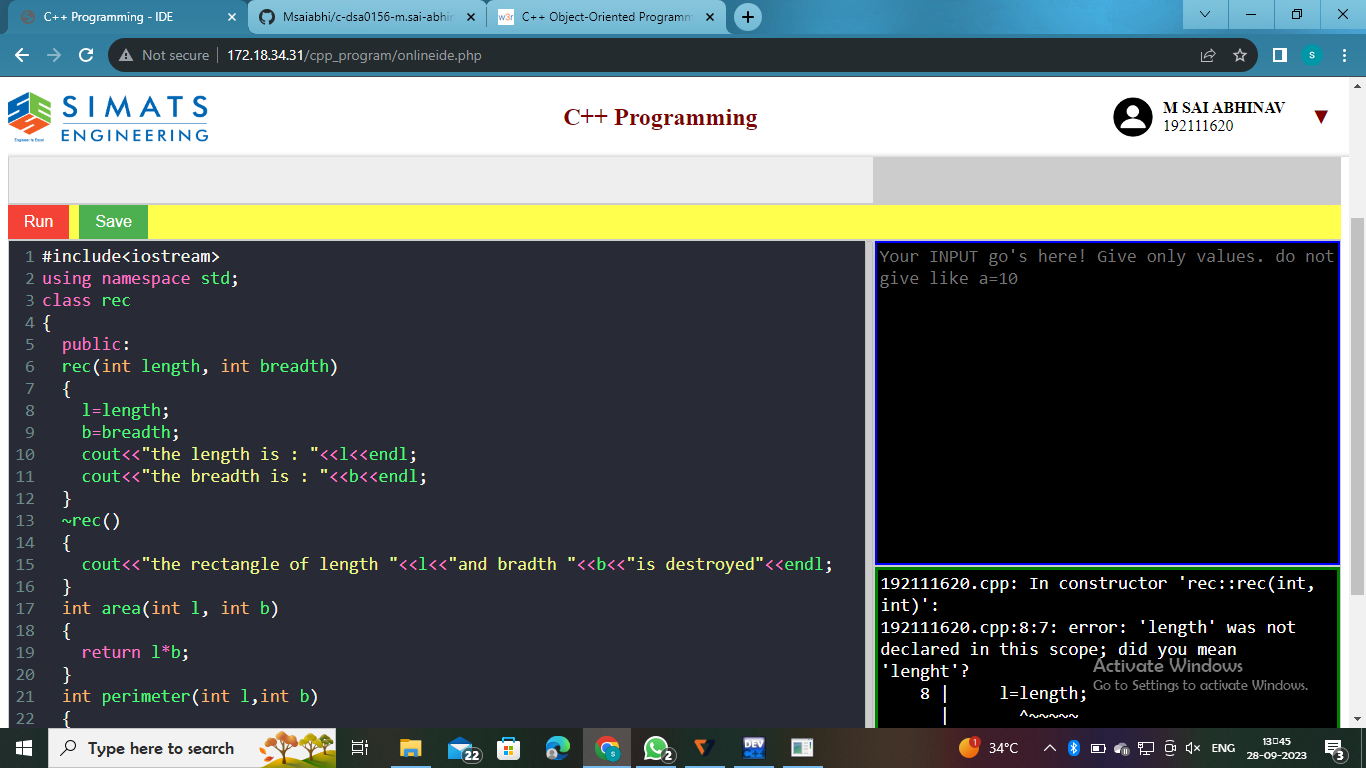 C++ Programming - IDE
Msaiabhi/c-dsa0156-m.sai-abhin
w3r C++ Object-Oriented Programm
Not secure 172.18.34.31/cpp_program/onlineide.php
S
SIMATS
ENGINEERING
Engineer to Excel
C++ Programming
M SAI ABHINAV
192111620
Run Save
1 #include<iostream>
2 using namespace std;
3 class rec
4 {
5 public:
6 rec(int length, int breadth)
7 {
8 l=length;
9 b=breadth;
10 cout<<"the length is : "<<l<<endl;
11 cout<<"the breadth is : "<<b<<endl;
12 }
13 ~rec()
14 {
15 cout<<"the rectangle of length "<<l<<"and bradth "<<b<<"is destroyed"<<endl;
16 }
17 int area(int l, int b)
18 {
19 return l*b;
20 }
21 int perimeter(int l,int b)
22 {
Your INPUT go's here! Give only values. do not
give like a=10
192111620.cpp: In constructor 'rec::rec(int,
int)':
192111620.cpp:8:7: error: 'length' was not
declared in this scope; did you mean
'lenght'?
8 | l=length;
| ^~~~~~
Activate Windows
Go to Settings to activate Windows.
Type here to search
22
S
2
DEV
1
34°C
ENG
13:45
28-09-2023
3